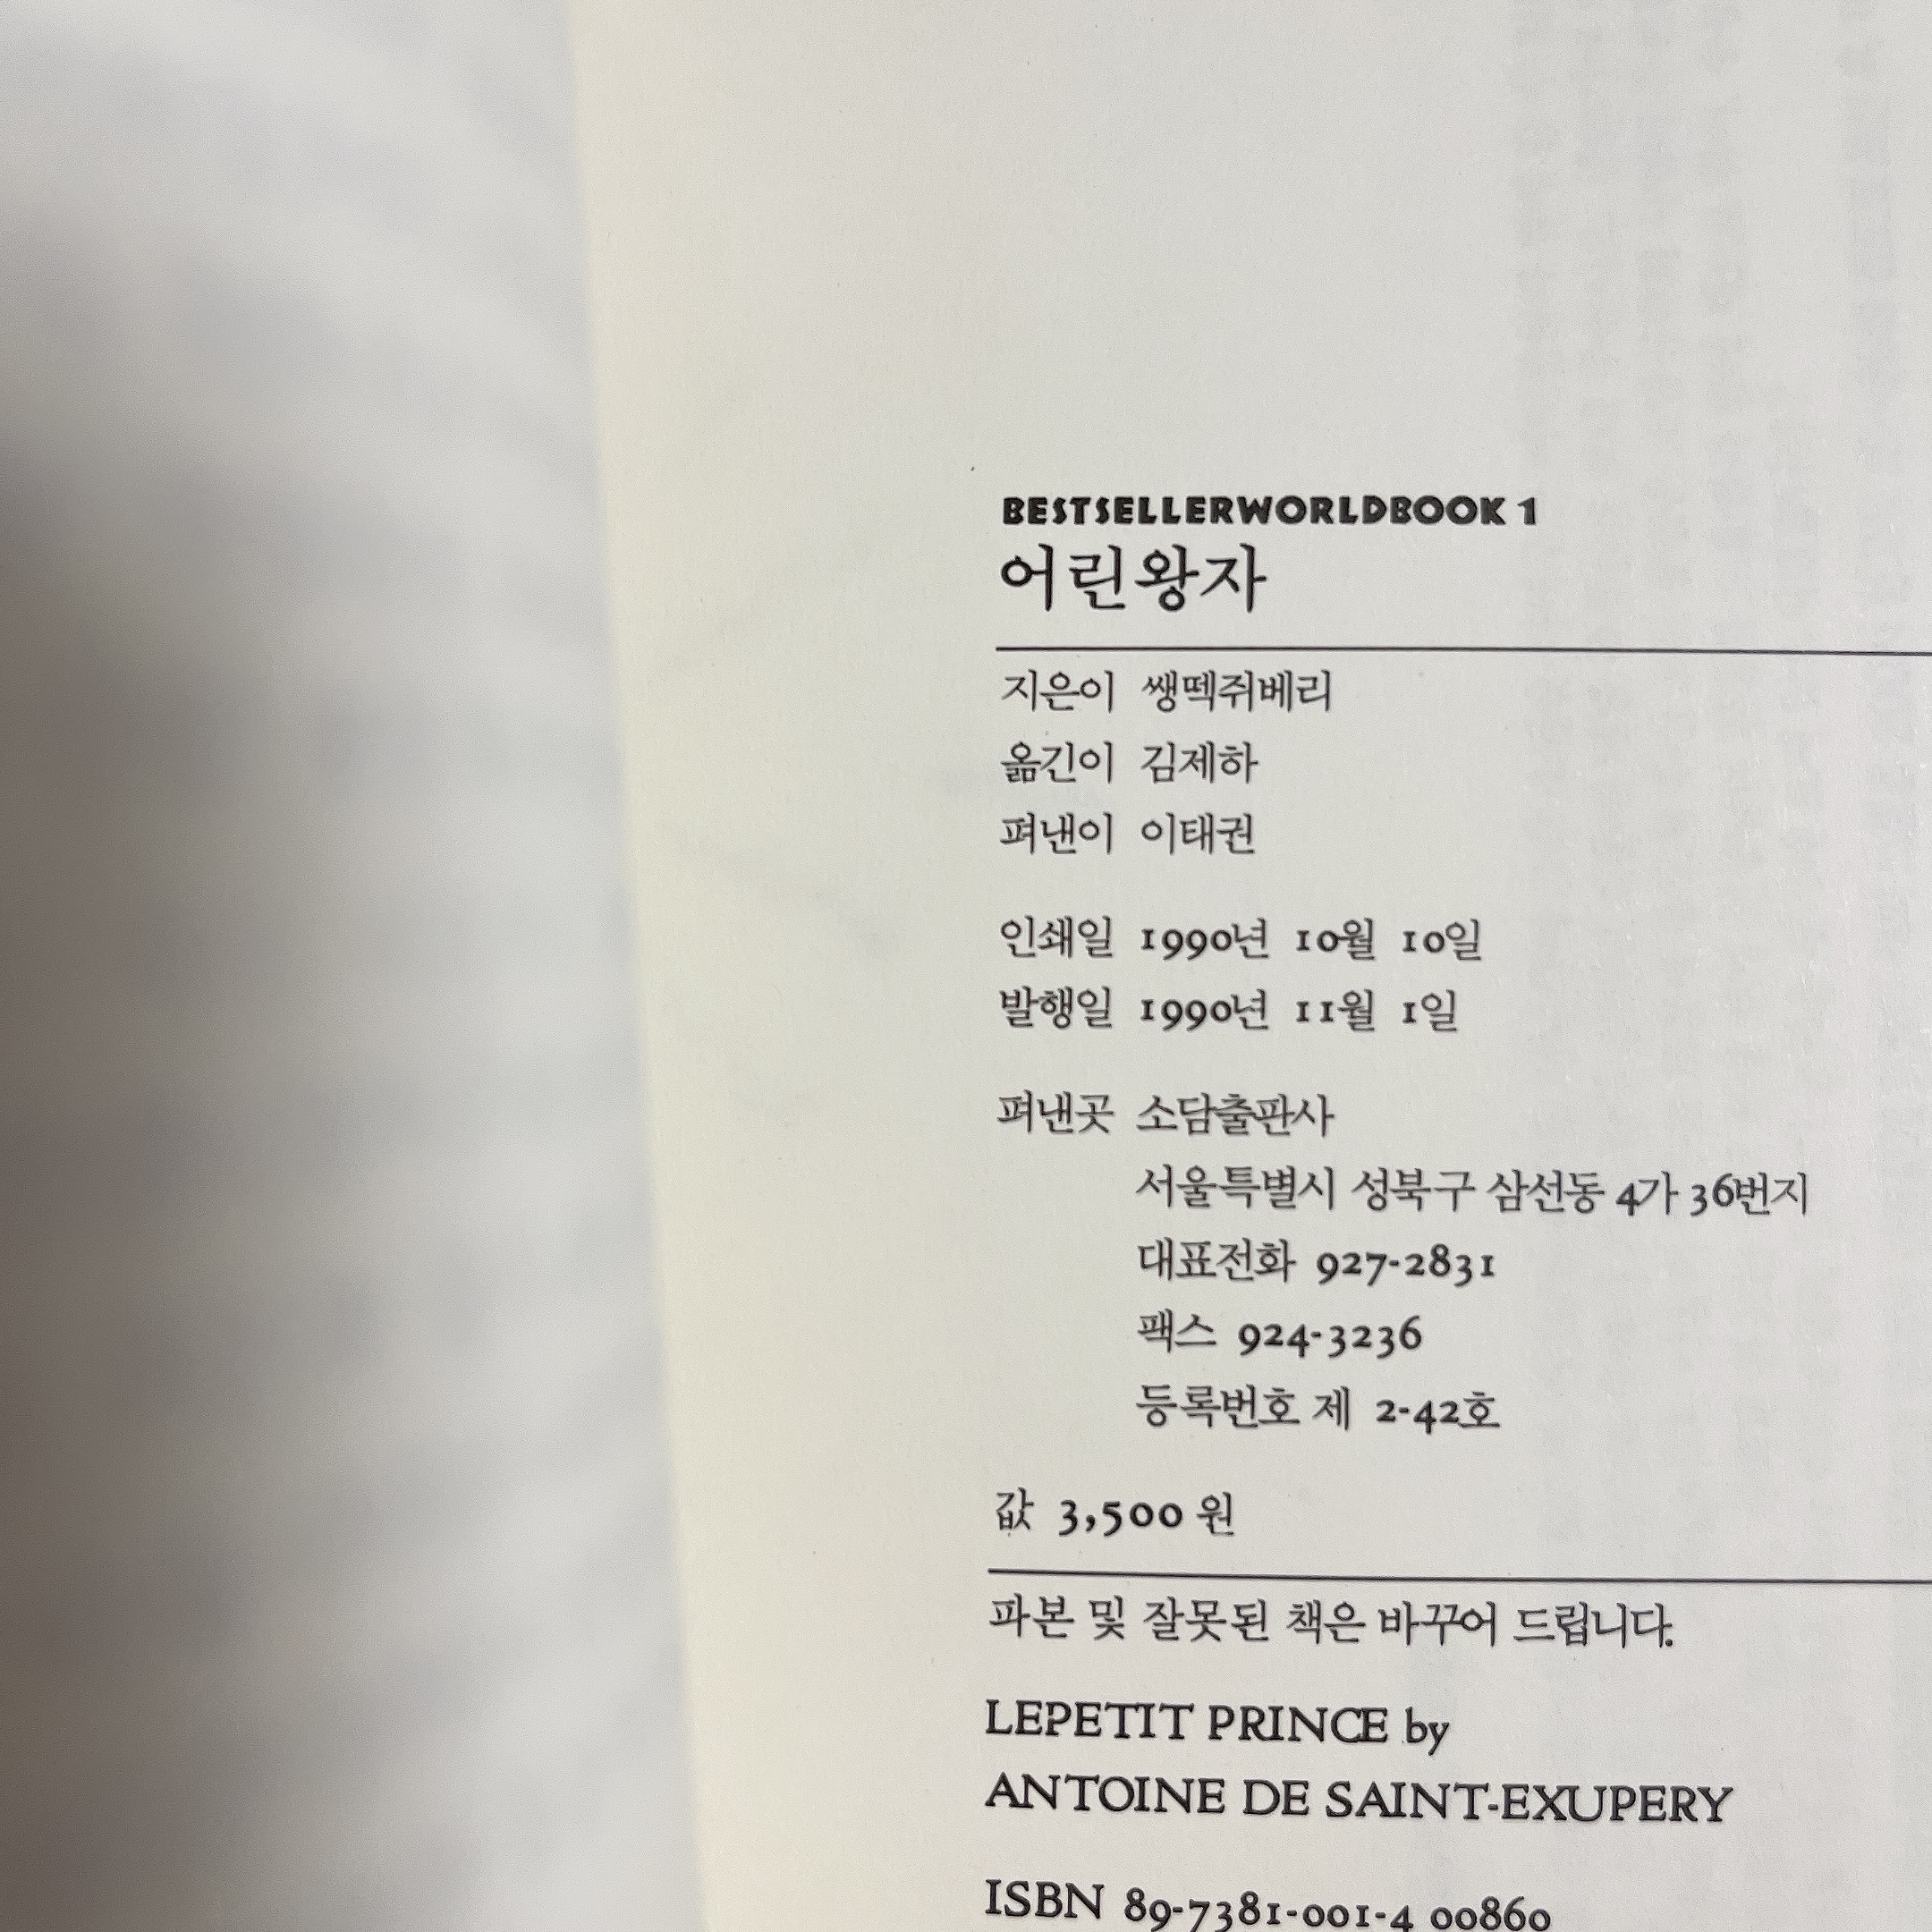 BESTSELLERWORLDBOOK 1
어린왕자
지은이 쌩떽쥐베리
옮긴이 김제하
펴낸이 이태권
인쇄일 1990년 10월 10일
발행일 1990년 11월 1일
펴낸곳 소담출판사
서울특별시 성북구 삼선동 4가 36번지
대표전화 927-2831
팩스 924-3236
등록번호 제 2-42호
값 3,500원
파본 및 잘못된 책은 바꾸어 드립니다.
LEPETIT PRINCE by
ANTOINE DE SAINT-EXUPERY
ISBN 89-7381-001-4 00860